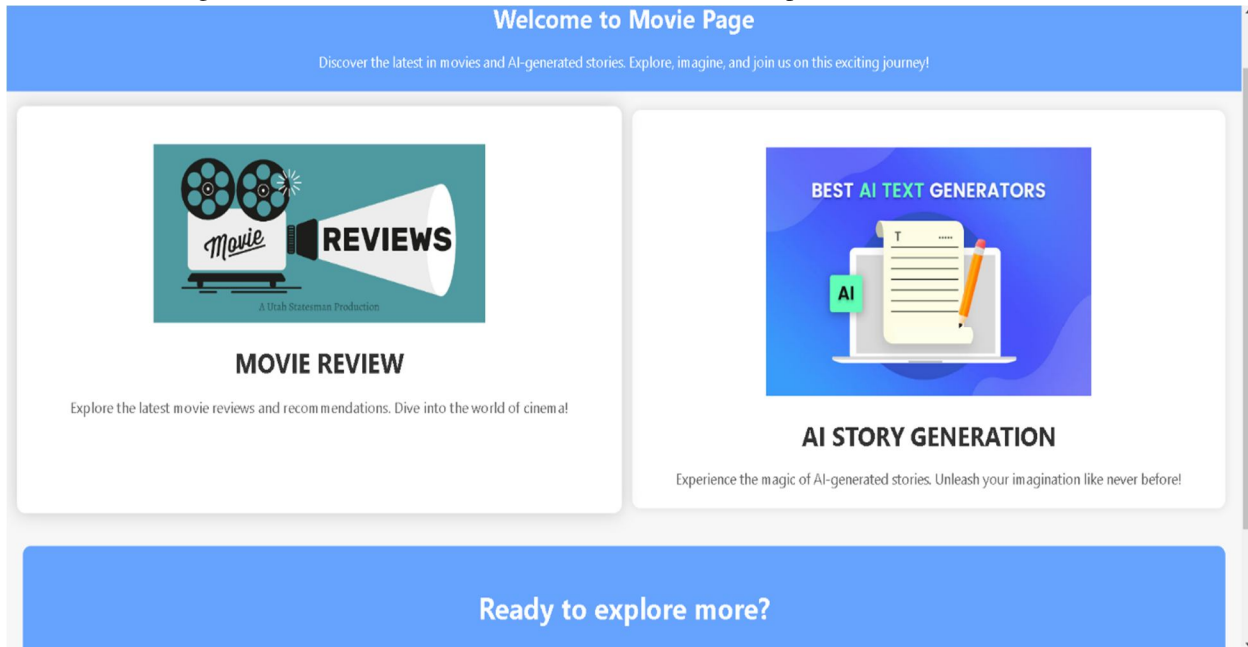 Welcome to Movie Page
Discover the latest in movies and AI-generated stories. Explore, imagine, and join us on this exciting journey!
Movie REVIEWS
A Utah Statesman Production
MOVIE REVIEW
Explore the latest movie reviews and recommendations. Dive into the world of cinema!
BEST AI TEXT GENERATORS
T .....
AI
AI STORY GENERATION
Experience the magic of AI-generated stories. Unleash your imagination like never before!
Ready to explore more?